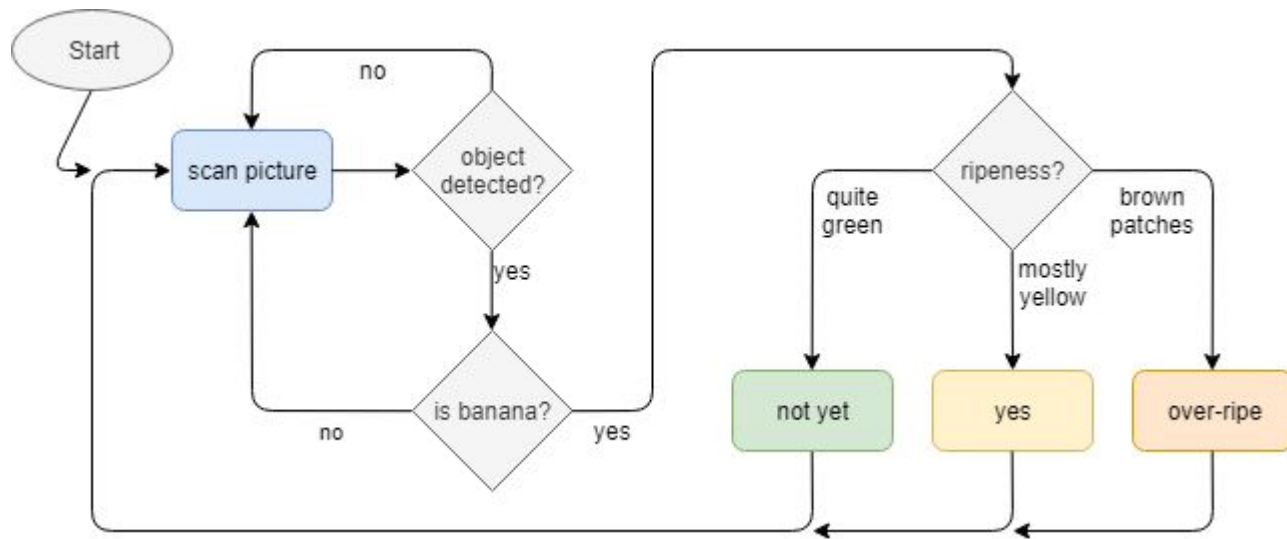 Start
no
scan picture
object
detected?
yes
is banana?
no
yes
ripeness?
quite
green
mostly
yellow
brown
patches
not yet
yes
over-ripe